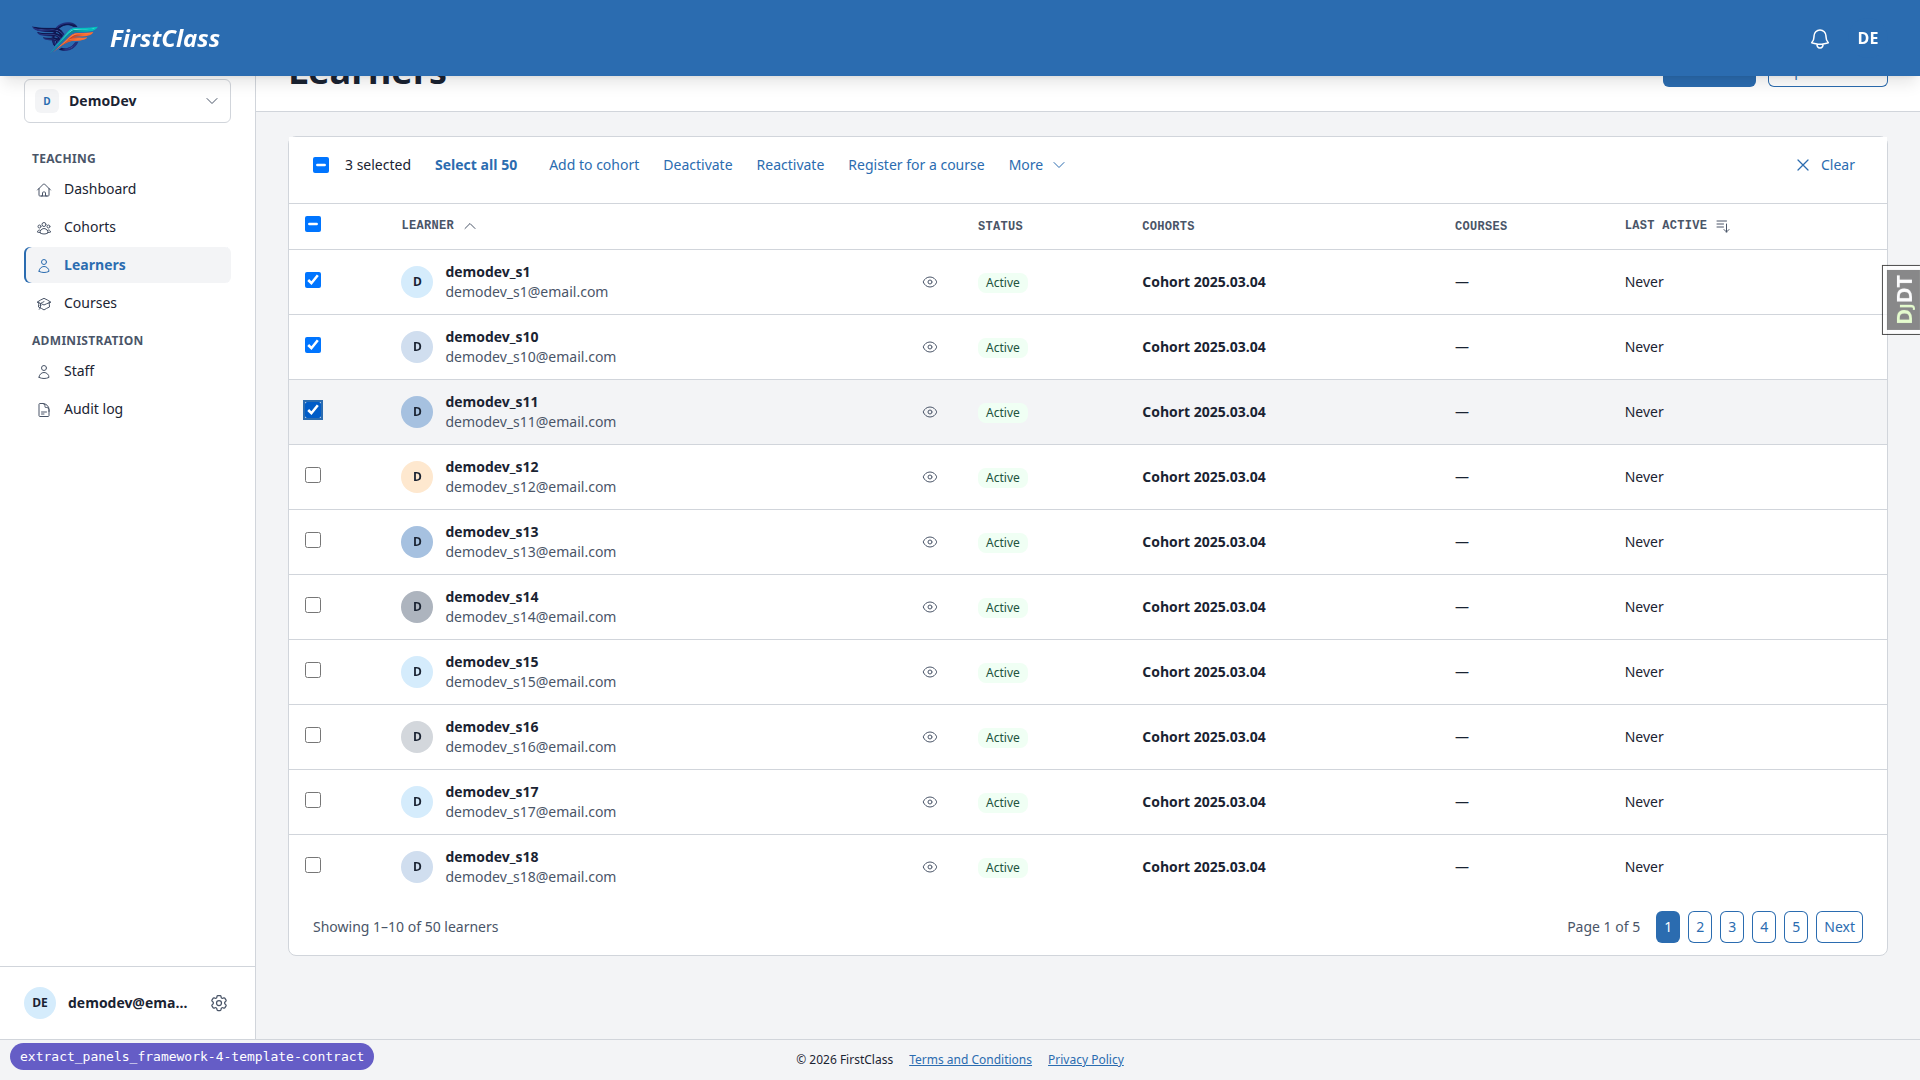 FirstClass
DE
Learners
D DemoDev
TEACHING
Dashboard
Cohorts
Learners
Courses
ADMINISTRATION
Staff
Audit log
3 selected Select all 50 Add to cohort Deactivate Reactivate Register for a course More Clear
LEARNER STATUS COHORTS COURSES LAST ACTIVE
D demodev_s1 Active Cohort 2025.03.04 — Never
demodev_s1@email.com
D demodev_s10 Active Cohort 2025.03.04 — Never
demodev_s10@email.com
D demodev_s11 Active Cohort 2025.03.04 — Never
demodev_s11@email.com
D demodev_s12 Active Cohort 2025.03.04 — Never
demodev_s12@email.com
D demodev_s13 Active Cohort 2025.03.04 — Never
demodev_s13@email.com
D demodev_s14 Active Cohort 2025.03.04 — Never
demodev_s14@email.com
D demodev_s15 Active Cohort 2025.03.04 — Never
demodev_s15@email.com
D demodev_s16 Active Cohort 2025.03.04 — Never
demodev_s16@email.com
D demodev_s17 Active Cohort 2025.03.04 — Never
demodev_s17@email.com
D demodev_s18 Active Cohort 2025.03.04 — Never
demodev_s18@email.com
Showing 1–10 of 50 learners Page 1 of 5 1 2 3 4 5 Next
DjDT
DE demodev@ema...
extract_panels_framework-4-template-contract
© 2026 FirstClass Terms and Conditions Privacy Policy